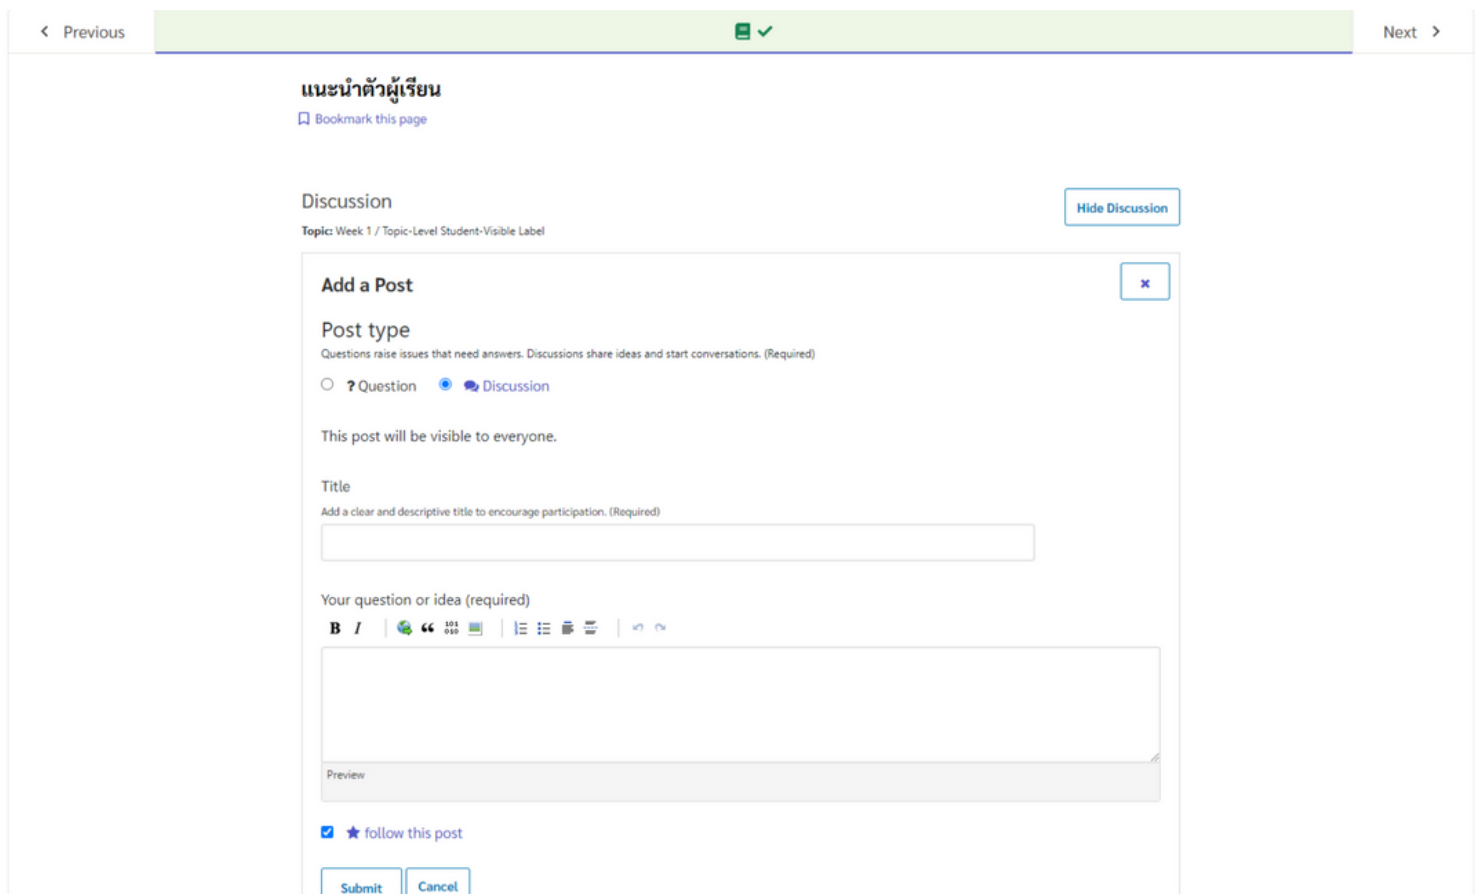 Previous
Next
แนะนำตัวผู้เรียน
Bookmark this page
Discussion
Hide Discussion
Topic: Week 1 / Topic-Level Student-Visible Label
Add a Post
Post type
Questions raise issues that need answers. Discussions share ideas and start conversations. (Required)
? Question Discussion
This post will be visible to everyone.
Title
Add a clear and descriptive title to encourage participation. (Required)
Your question or idea (required)
B I “ 101 010
Preview
follow this post
Submit Cancel